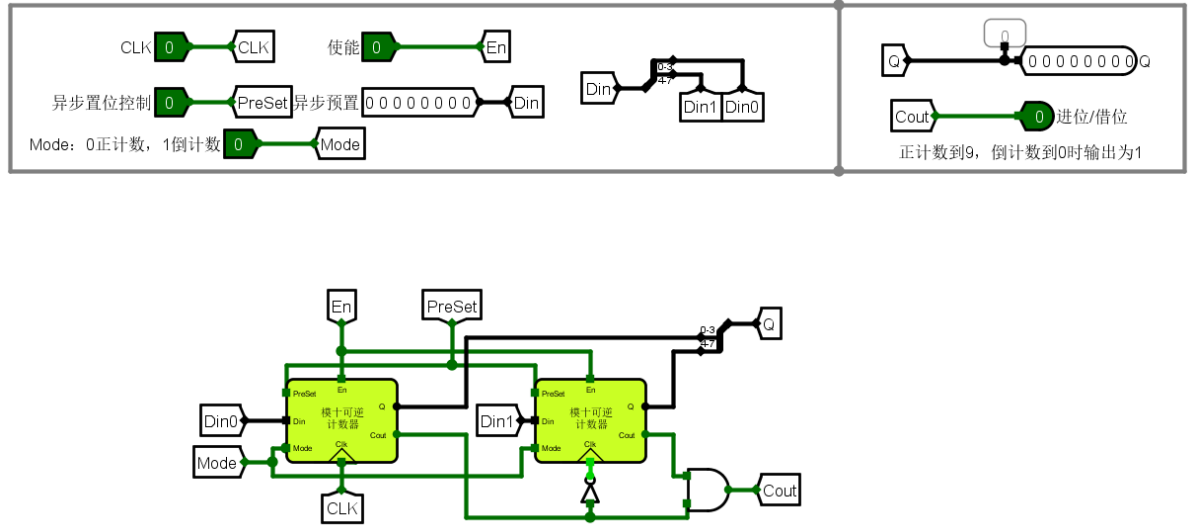 CLK 0 CLK
使能 0 En
异步置位控制 0 PreSet
异步预置 0 0 0 0 0 0 0 0 Din
Mode：0正计数，1倒计数 0 Mode
Din
0-3
4-7
Din1 Din0
0
Q 0 0 0 0 0 0 0 0 Q
Cout 0 进位/借位
正计数到9，倒计数到0时输出为1
En
PreSet
Q
0-3
4-7
PreSet En
模十可逆
计数器
Q
Din
Cout
Mode
Clk
Din0
Mode
CLK
PreSet En
模十可逆
计数器
Q
Din
Cout
Mode
Clk
Din1
Cout